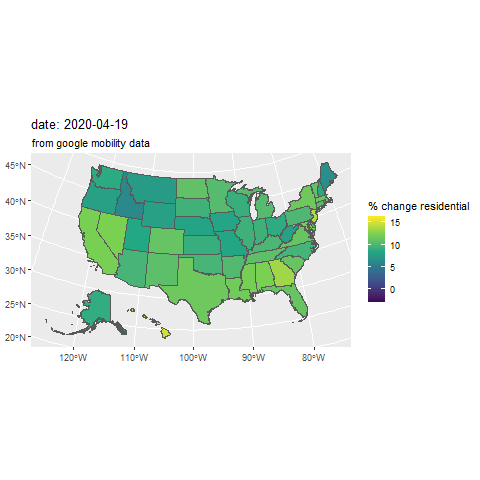 date: 2020-04-19
from google mobility data
45°N
40°N
35°N
30°N
25°N
20°N
120°W
110°W
100°W
90°W
80°W
% change residential
15
10
5
0